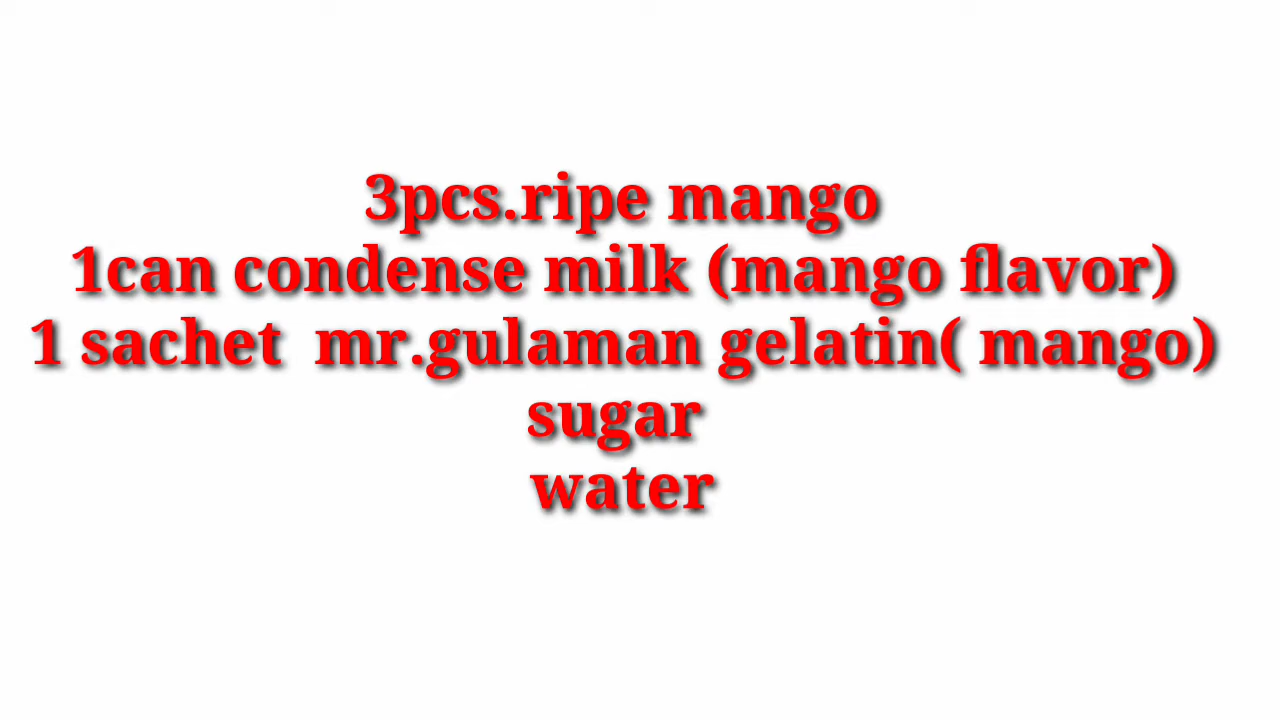 3pcs.ripe mango
1can condense milk (mango flavor)
1 sachet  mr.gulaman gelatin( mango)
sugar
water